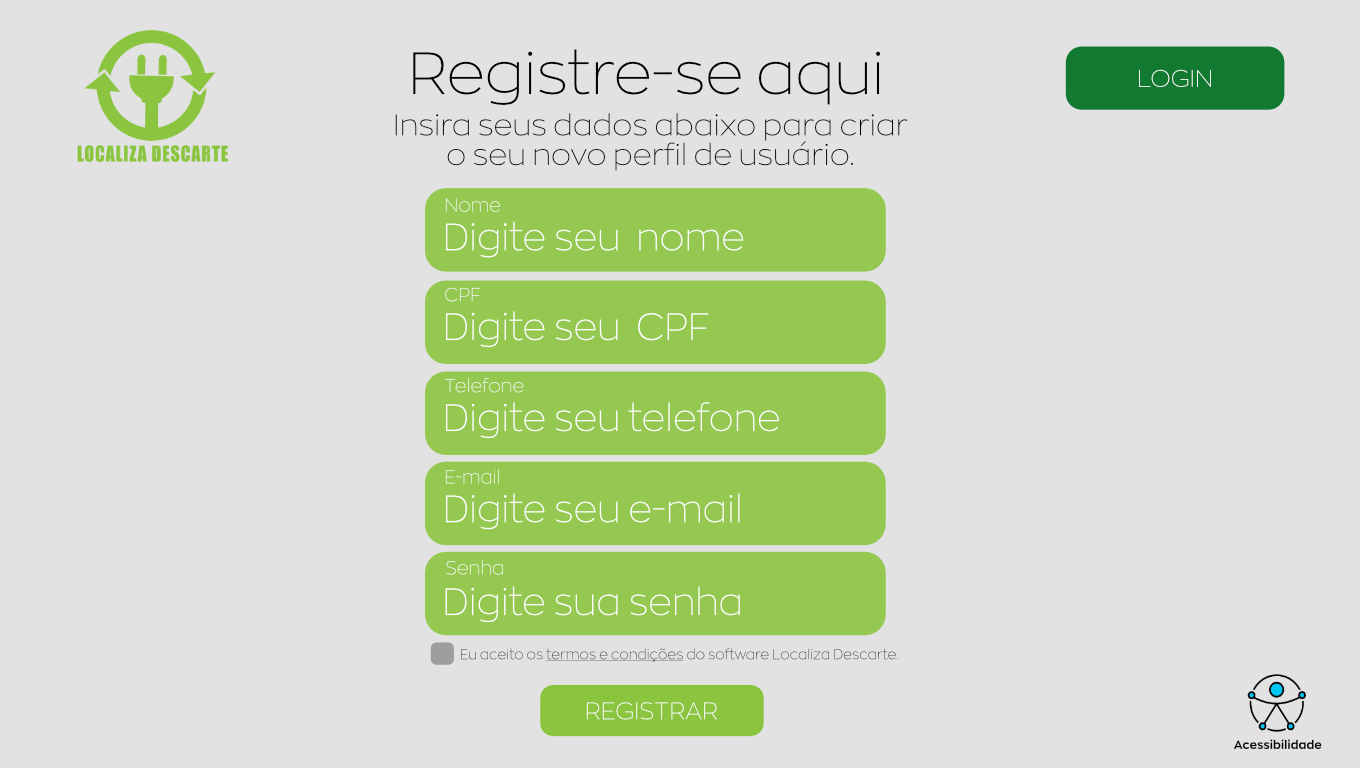 LOCALIZA DESCARTE
Registre-se aqui
Insira seus dados abaixo para criar
o seu novo perfil de usuário.
LOGIN
Nome
Digite seu nome
CPF
Digite seu CPF
Telefone
Digite seu telefone
E-mail
Digite seu e-mail
Senha
Digite sua senha
Eu aceito os termos e condições do software Localiza Descarte.
REGISTRAR
Acessibilidade